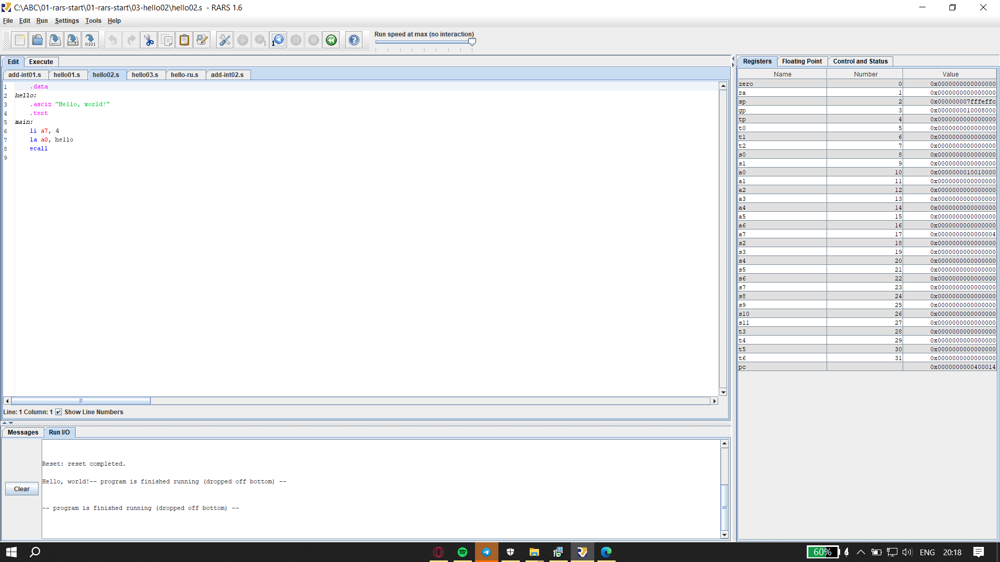 C:\ABC\01-rars-start\01-rars-start\03-hello02\hello02.s - RARS 1.6
File Edit Run Settings Tools Help
Run speed at max (no interaction)
0101
1
1
Edit Execute
add-int01.s hello01.s hello02.s hello03.s hello-ru.s add-int02.s
1 .data
2 hello:
3 .asciz "Hello, world!"
4 .text
5 main:
6 li a7, 4
7 la a0, hello
8 ecall
9
Line: 1 Column: 1 Show Line Numbers
Messages Run I/O
Clear
Reset: reset completed.
Hello, world!-- program is finished running (dropped off bottom) --
-- program is finished running (dropped off bottom) --
Registers Floating Point Control and Status
Name Number Value
zero 0 0x0000000000000000
ra 1 0x0000000000000000
sp 2 0x000000007fffeffc
gp 3 0x0000000010008000
tp 4 0x0000000000000000
t0 5 0x0000000000000000
t1 6 0x0000000000000000
t2 7 0x0000000000000000
s0 8 0x0000000000000000
s1 9 0x0000000000000000
a0 10 0x0000000010010000
a1 11 0x0000000000000000
a2 12 0x0000000000000000
a3 13 0x0000000000000000
a4 14 0x0000000000000000
a5 15 0x0000000000000000
a6 16 0x0000000000000000
a7 17 0x0000000000000004
s2 18 0x0000000000000000
s3 19 0x0000000000000000
s4 20 0x0000000000000000
s5 21 0x0000000000000000
s6 22 0x0000000000000000
s7 23 0x0000000000000000
s8 24 0x0000000000000000
s9 25 0x0000000000000000
s10 26 0x0000000000000000
s11 27 0x0000000000000000
t3 28 0x0000000000000000
t4 29 0x0000000000000000
t5 30 0x0000000000000000
t6 31 0x0000000000000000
pc 0x0000000000400014
60% ENG 20:18